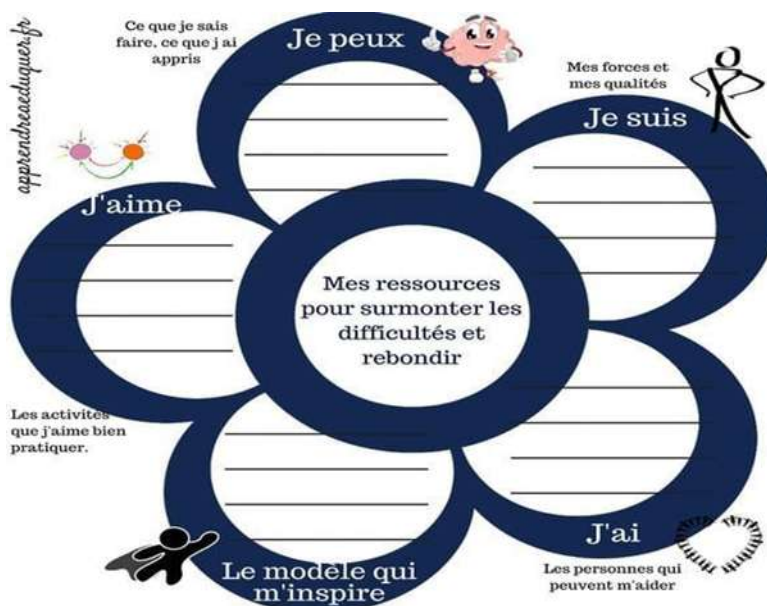 apprendreaeduquer.fr
Ce que je sais
faire, ce que j ai
appris
Je peux
Mes forces et
mes qualités
Je suis
J'aime
Mes ressources
pour surmonter les
difficultés et
rebondir
Les activites
que j'aime bien
pratiquer.
J'ai
Les personnes qui
peuvent m'aider
Le modèle qui
m'inspire